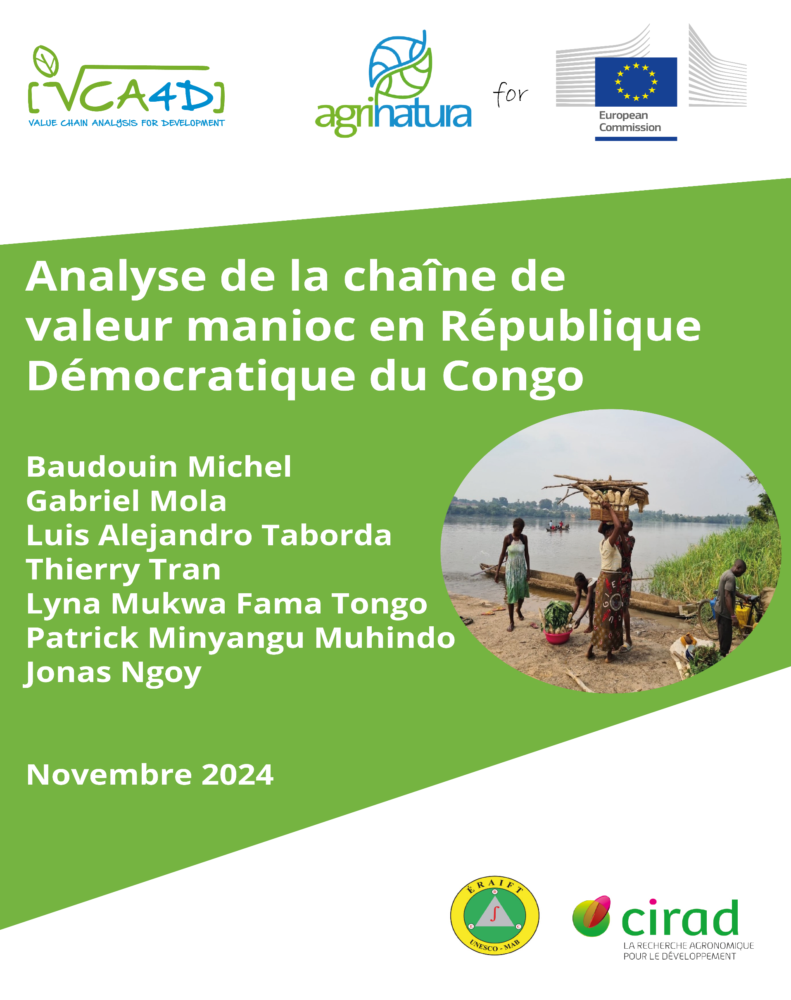 [VCA4D]
VALUE CHAIN ANALYSIS FOR DEVELOPMENT
agrinatura
for
European
Commission
Analyse de la chaîne de
valeur manioc en République
Démocratique du Congo
Baudouin Michel
Gabriel Mola
Luis Alejandro Taborda
Thierry Tran
Lyna Mukwa Fama Tongo
Patrick Minyangu Muhindo
Jonas Ngoy
Novembre 2024
ÉRAIFT
D
E
C
UNESCO - MAB
cirad
LA RECHERCHE AGRONOMIQUE
POUR LE DÉVELOPPEMENT